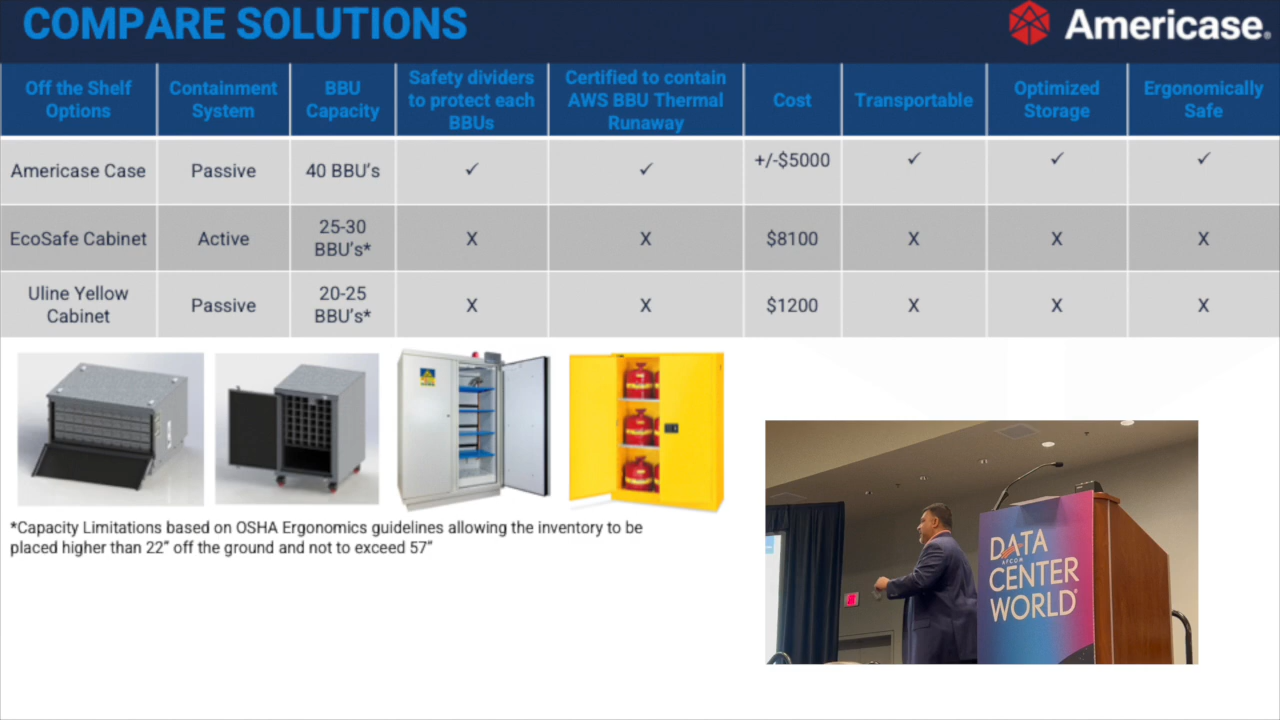 COMPARE SOLUTIONS
Americase®
Off the Shelf Options
Containment System
BBU Capacity
Safety dividers to protect each BBUs
Certified to contain AWS BBU Thermal Runaway
Cost
Transportable
Optimized Storage
Ergonomically Safe
Americase Case
Passive
40 BBU's
✓
✓
+/-$5000
✓
✓
✓
EcoSafe Cabinet
Active
25-30 BBU's*
X
X
$8100
X
X
X
Uline Yellow Cabinet
Passive
20-25 BBU's*
X
X
$1200
X
X
X
*Capacity Limitations based on OSHA Ergonomics guidelines allowing the inventory to be
placed higher than 22” off the ground and not to exceed 57”
DATA
AFCOM
CENTER
WORLD®